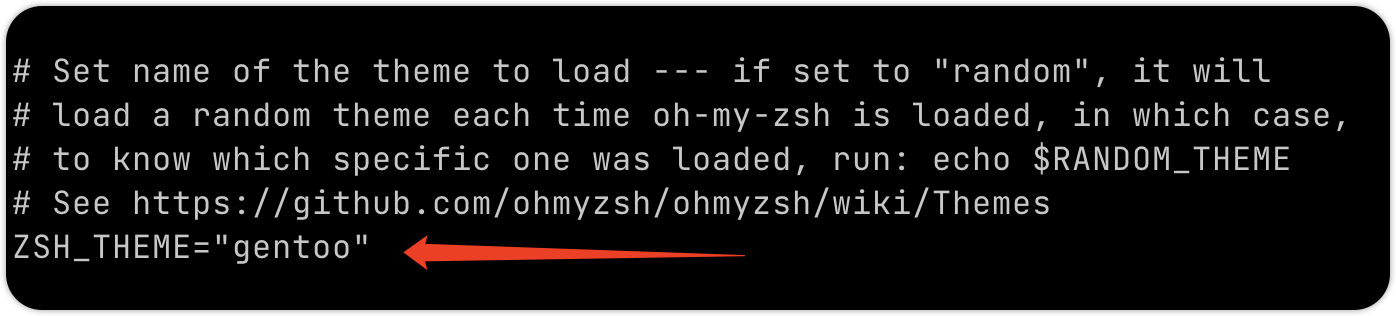 # Set name of the theme to load --- if set to "random", it will
# load a random theme each time oh-my-zsh is loaded, in which case,
# to know which specific one was loaded, run: echo $RANDOM_THEME
# See https://github.com/ohmyzsh/ohmyzsh/wiki/Themes
ZSH_THEME="gentoo"